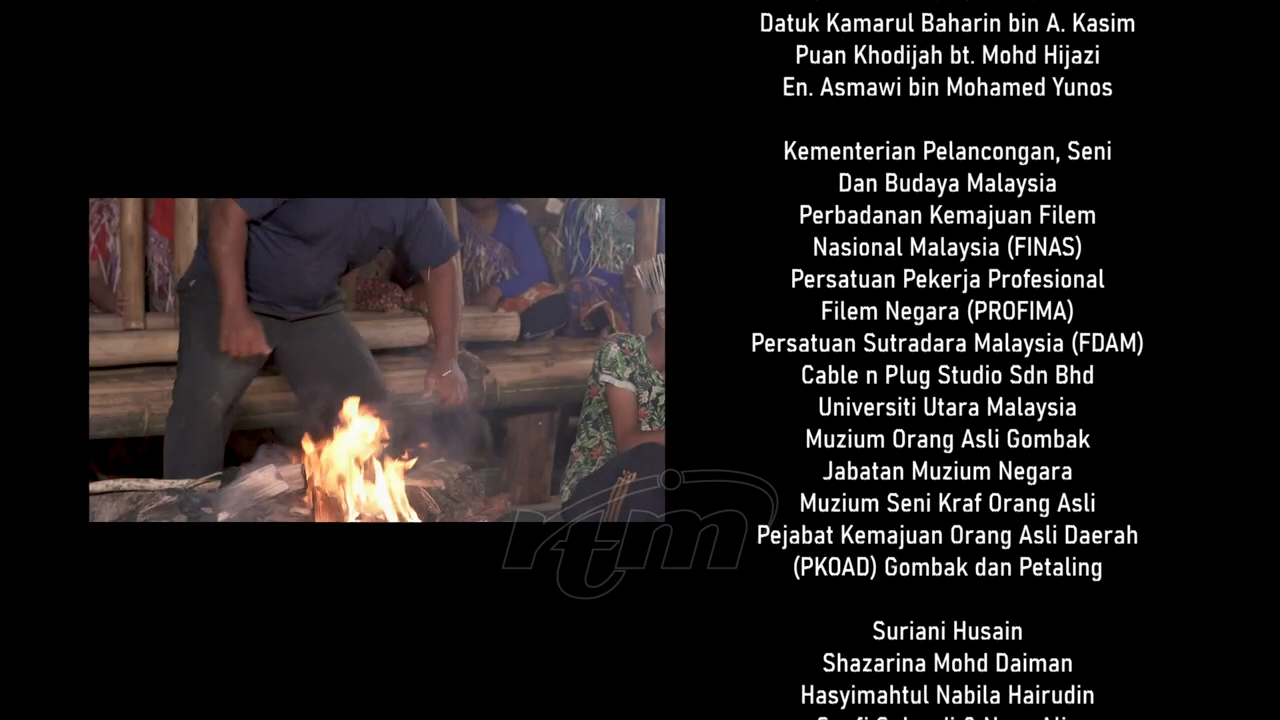 Datuk Kamarul Baharin bin A. Kasim
Puan Khodijah bt. Mohd Hijazi
En. Asmawi bin Mohamed Yunos
Kementerian Pelancongan, Seni
Dan Budaya Malaysia
Perbadanan Kemajuan Filem
Nasional Malaysia (FINAS)
Persatuan Pekerja Profesional
Filem Negara (PROFIMA)
Persatuan Sutradara Malaysia (FDAM)
Cable n Plug Studio Sdn Bhd
Universiti Utara Malaysia
Muzium Orang Asli Gombak
Jabatan Muzium Negara
Muzium Seni Kraf Orang Asli
Pejabat Kemajuan Orang Asli Daerah
(PKOAD) Gombak dan Petaling
rtm
Suriani Husain
Shazarina Mohd Daiman
Hasyimahtul Nabila Hairudin